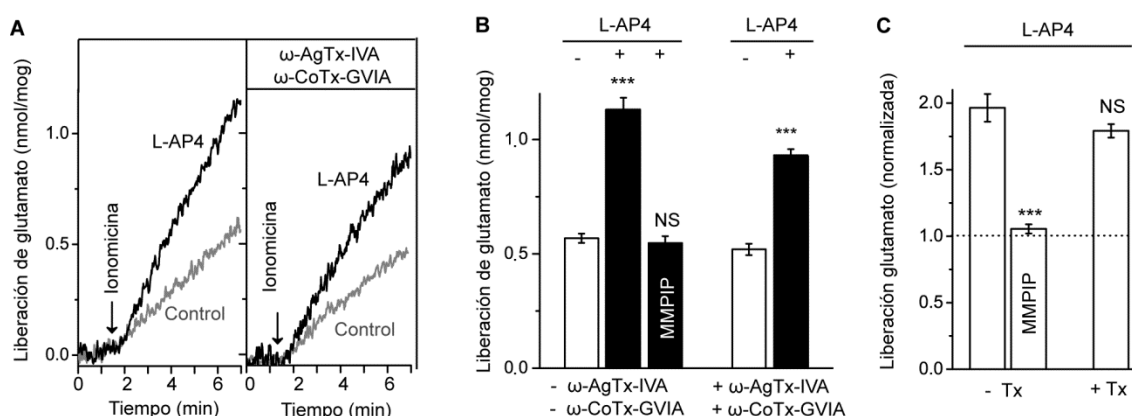 A
ω-AgTx-IVA
ω-CoTx-GVIA
Liberación de glutamato (nmol/mog)
1.0
0.5
0.0
L-AP4
Ionomicina
Control
L-AP4
Ionomicina
Control
0 2 4 6 0 2 4 6
Tiempo (min) Tiempo (min)
B
L-AP4 L-AP4
- + + - +
Liberación de glutamato (nmol/mog)
1.0
0.5
0.0
***
NS
MMPIP
***
- ω-AgTx-IVA + ω-AgTx-IVA
- ω-CoTx-GVIA + ω-CoTx-GVIA
C
L-AP4
Liberación glutamato (normalizada)
2.0
1.5
1.0
0.5
0.0
***
NS
MMPIP
- Tx + Tx